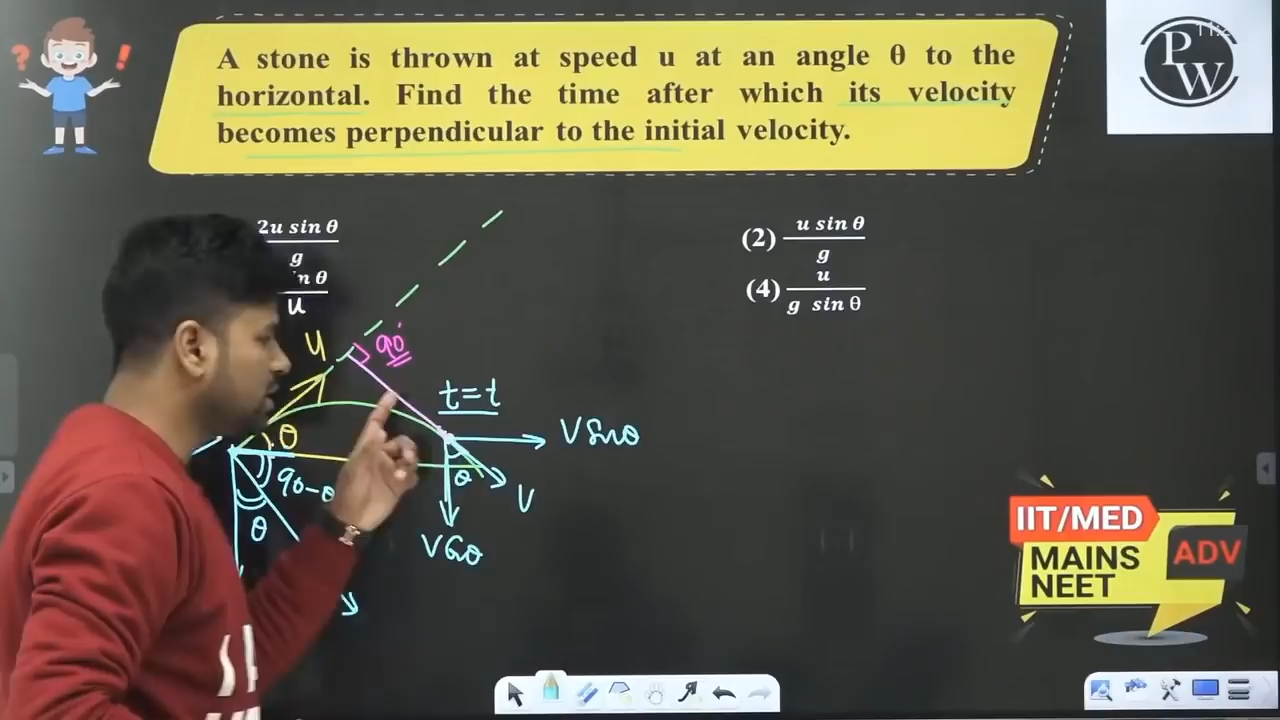 A stone is thrown at speed u at an angle θ to the
horizontal. Find the time after which its velocity
becomes perpendicular to the initial velocity.
PW
2u sin θ
g
(2) u sin θ
g
n θ
u
(4) u
g sin θ
u
90°
t=t
θ
V Sinθ
90-θ
θ
θ
V
IIT/MED
MAINS
NEET
ADV